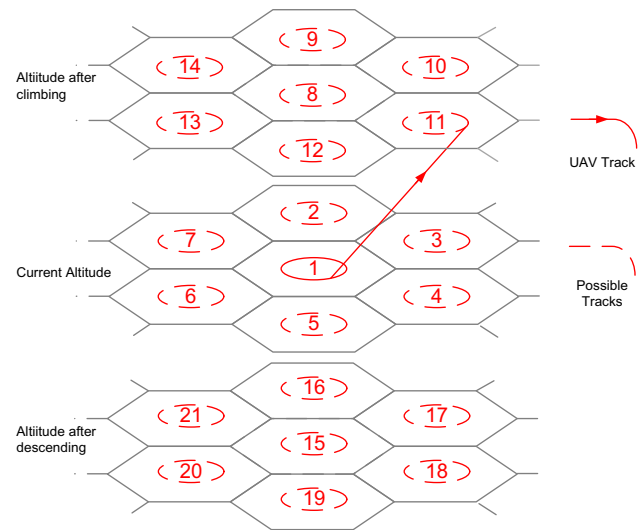 9
14
10
Altiitude after
climbing
8
13
11
12
UAV Track
2
7
3
Current Altitude
1
6
4
Possible
Tracks
5
16
21
17
Altiitude after
descending
15
20
18
19